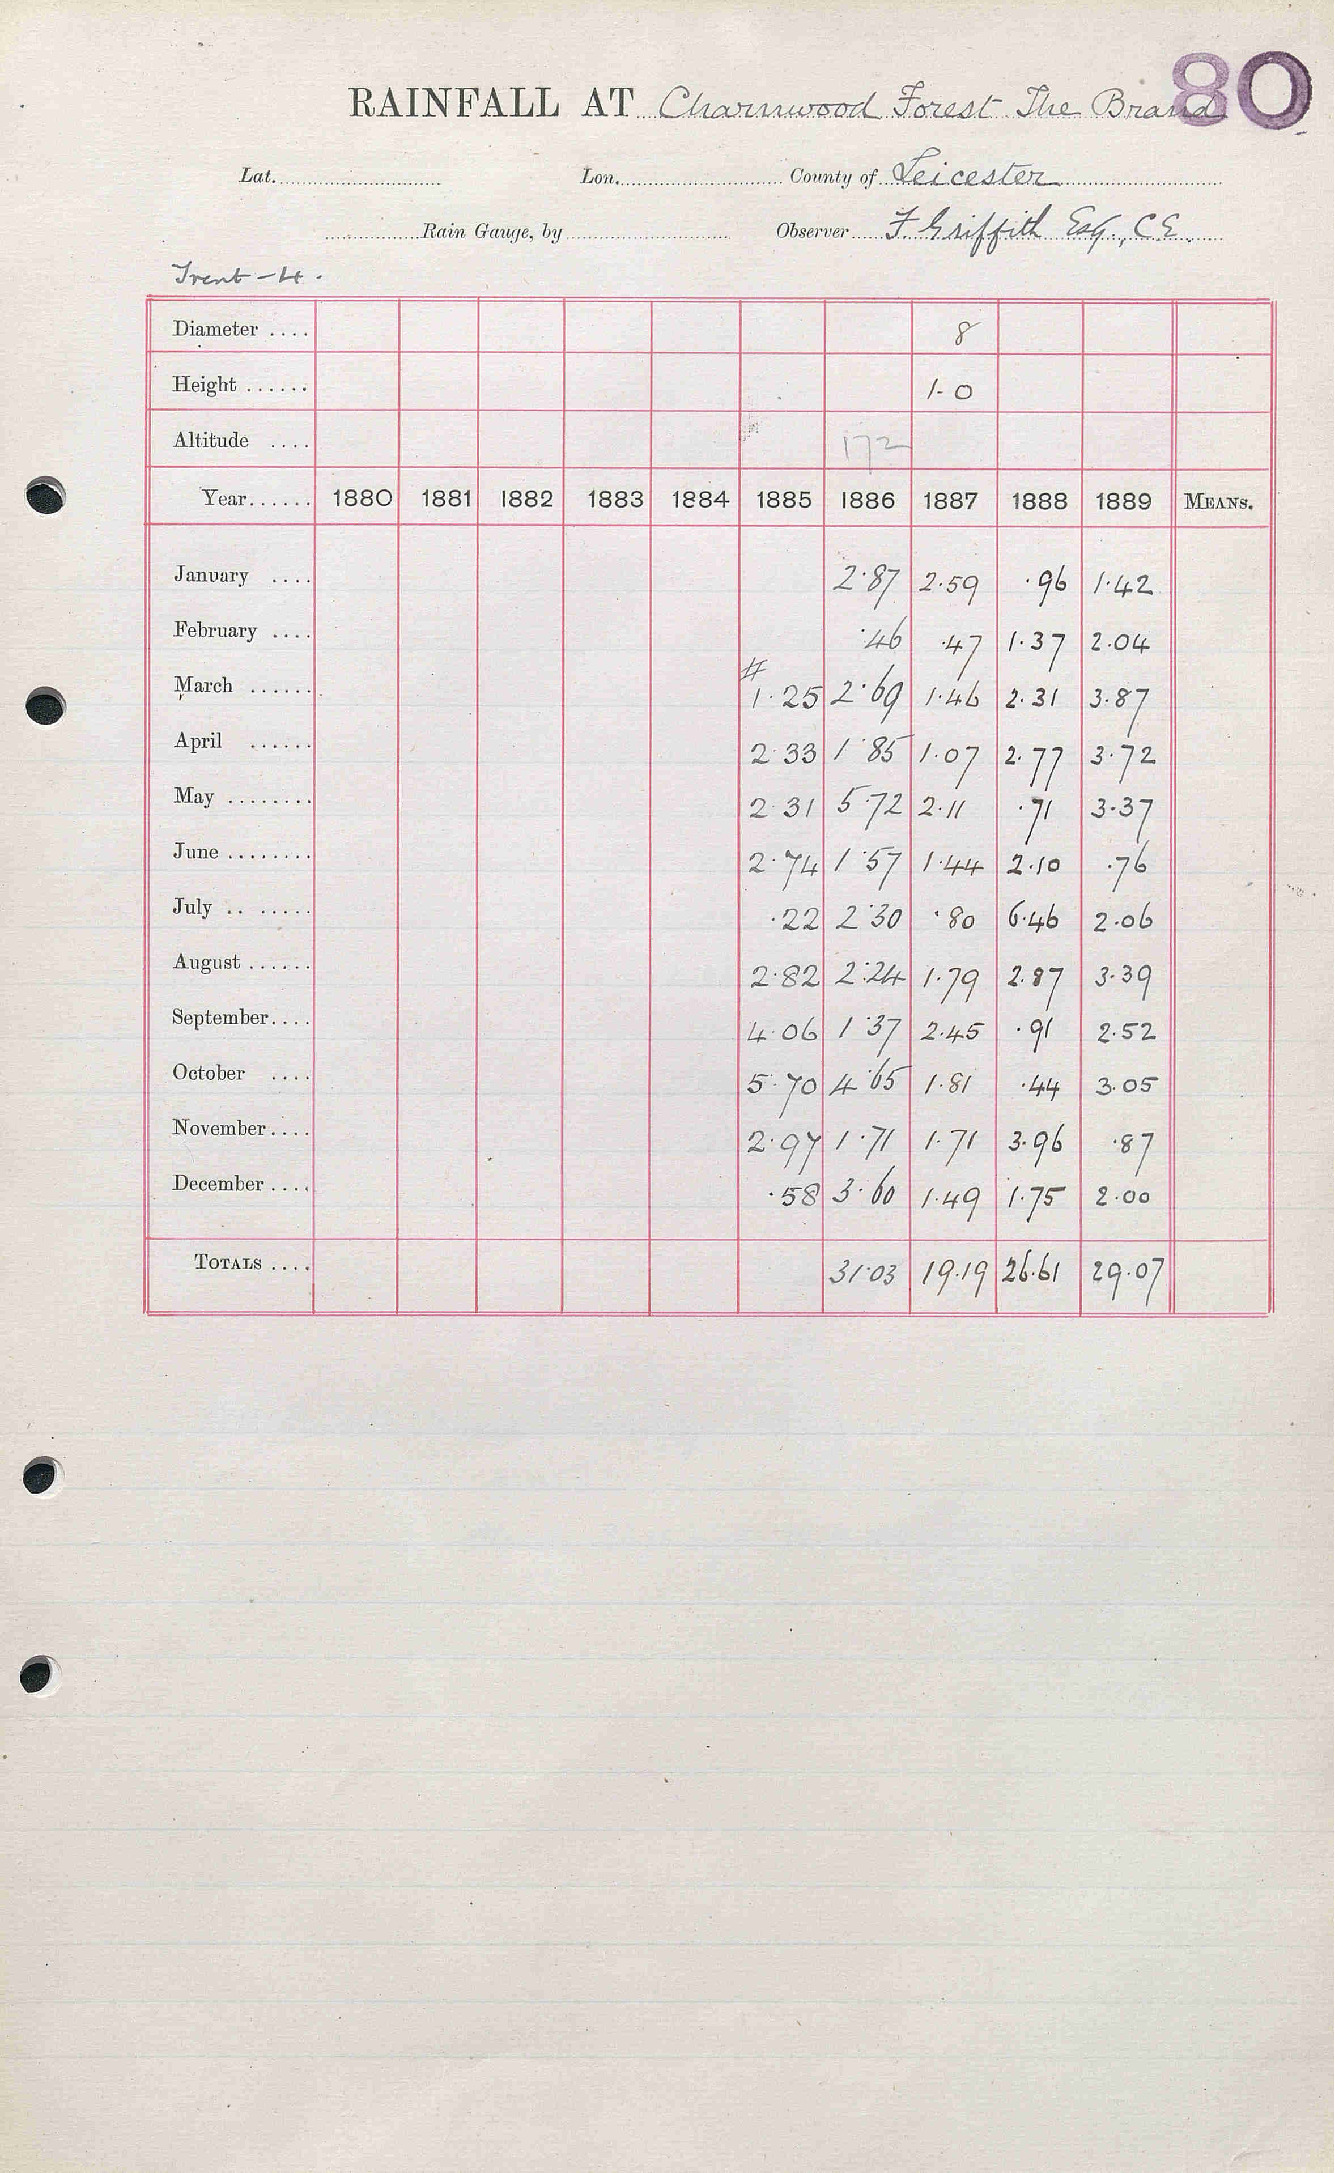 80
RAINFALL AT Charnwood Forest The Brand
Lat. Lon. County of Leicester
Rain Gauge, by Observer F Griffith Esq., C.E.
Trent - 4.
Diameter .... 8
Height ...... 1-0
Altitude .... 172
Year...... 1880 1881 1882 1883 1884 1885 1886 1887 1888 1889 MEANS.
January .... 2.87 2.59 .96 1.42
February .... .46 .47 1.37 2.04
#
March ...... 1.25 2.69 1.46 2.31 3.87
April ...... 2.33 1.85 1.07 2.77 3.72
May ........ 2.31 5.72 2.11 .71 3.37
June ........ 2.74 1.57 1.44 2.10 .76
July .. ...... .22 2.30 .80 6.46 2.06
August ...... 2.82 2.24 1.79 2.87 3.39
September.... 4.06 1.37 2.45 .91 2.52
October .... 5.70 4.65 1.81 .44 3.05
November.... 2.97 1.71 1.71 3.96 .87
December .... .58 3.60 1.49 1.75 2.00
TOTALS .... 31.03 19.19 26.61 29.07